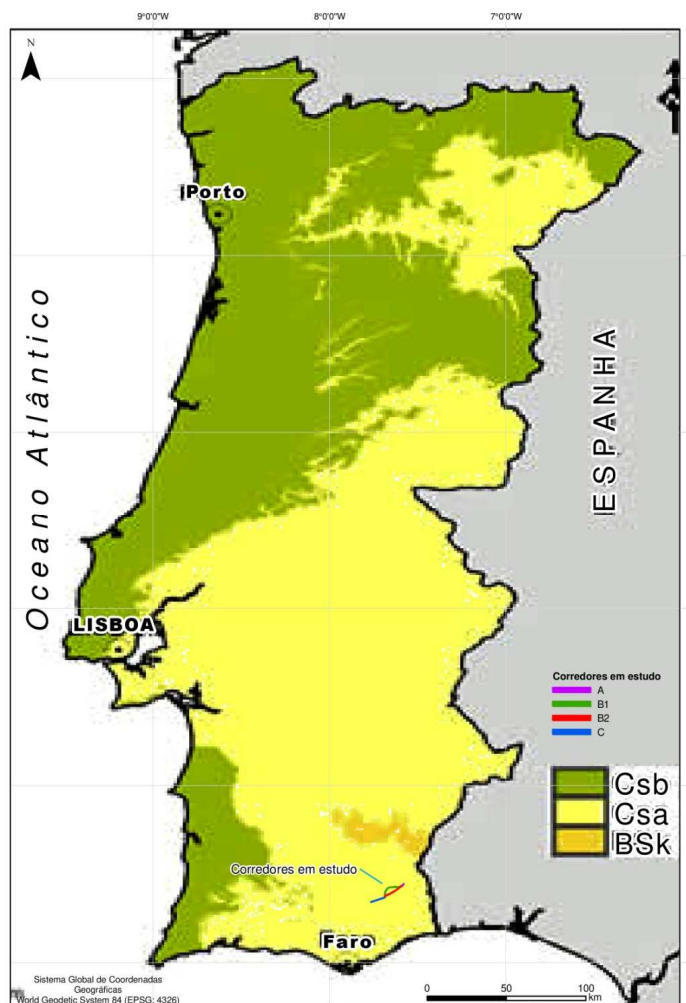 9°0'0"W 8°0'0"W 7°0'0"W
N
Porto
Oceano Atlântico
ESPANHA
LISBOA
Corredores em estudo
A
B1
B2
C
Csb
Csa
BSk
Corredores em estudo
Faro
Sistema Global de Coordenadas
Geográficas
World Geodetic System 84 (EPSG: 4326)
0 50 100
km